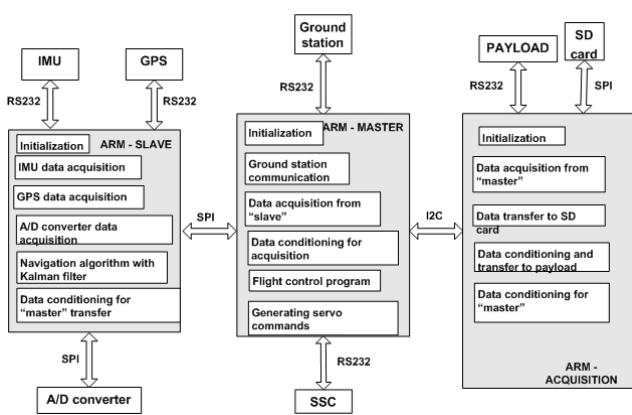 Ground
station
SD
card
IMU
GPS
PAYLOAD
RS232
RS232
RS232
RS232
SPI
ARM - SLAVE
Initialization
IMU data acquisition
GPS data acquisition
A/D converter data
acquisition
Navigation algorithm with
Kalman filter
Data conditioning for
“master” transfer
SPI
ARM - MASTER
Initialization
Ground station
communication
Data acquisition from
“slave”
Data conditioning for
acquisition
Flight control program
Generating servo
commands
I2C
Initialization
Data acquisition from
“master”
Data transfer to SD
card
Data conditioning and
transfer to payload
Data conditioning for
“master”
ARM -
ACQUISITION
SPI
RS232
A/D converter
SSC